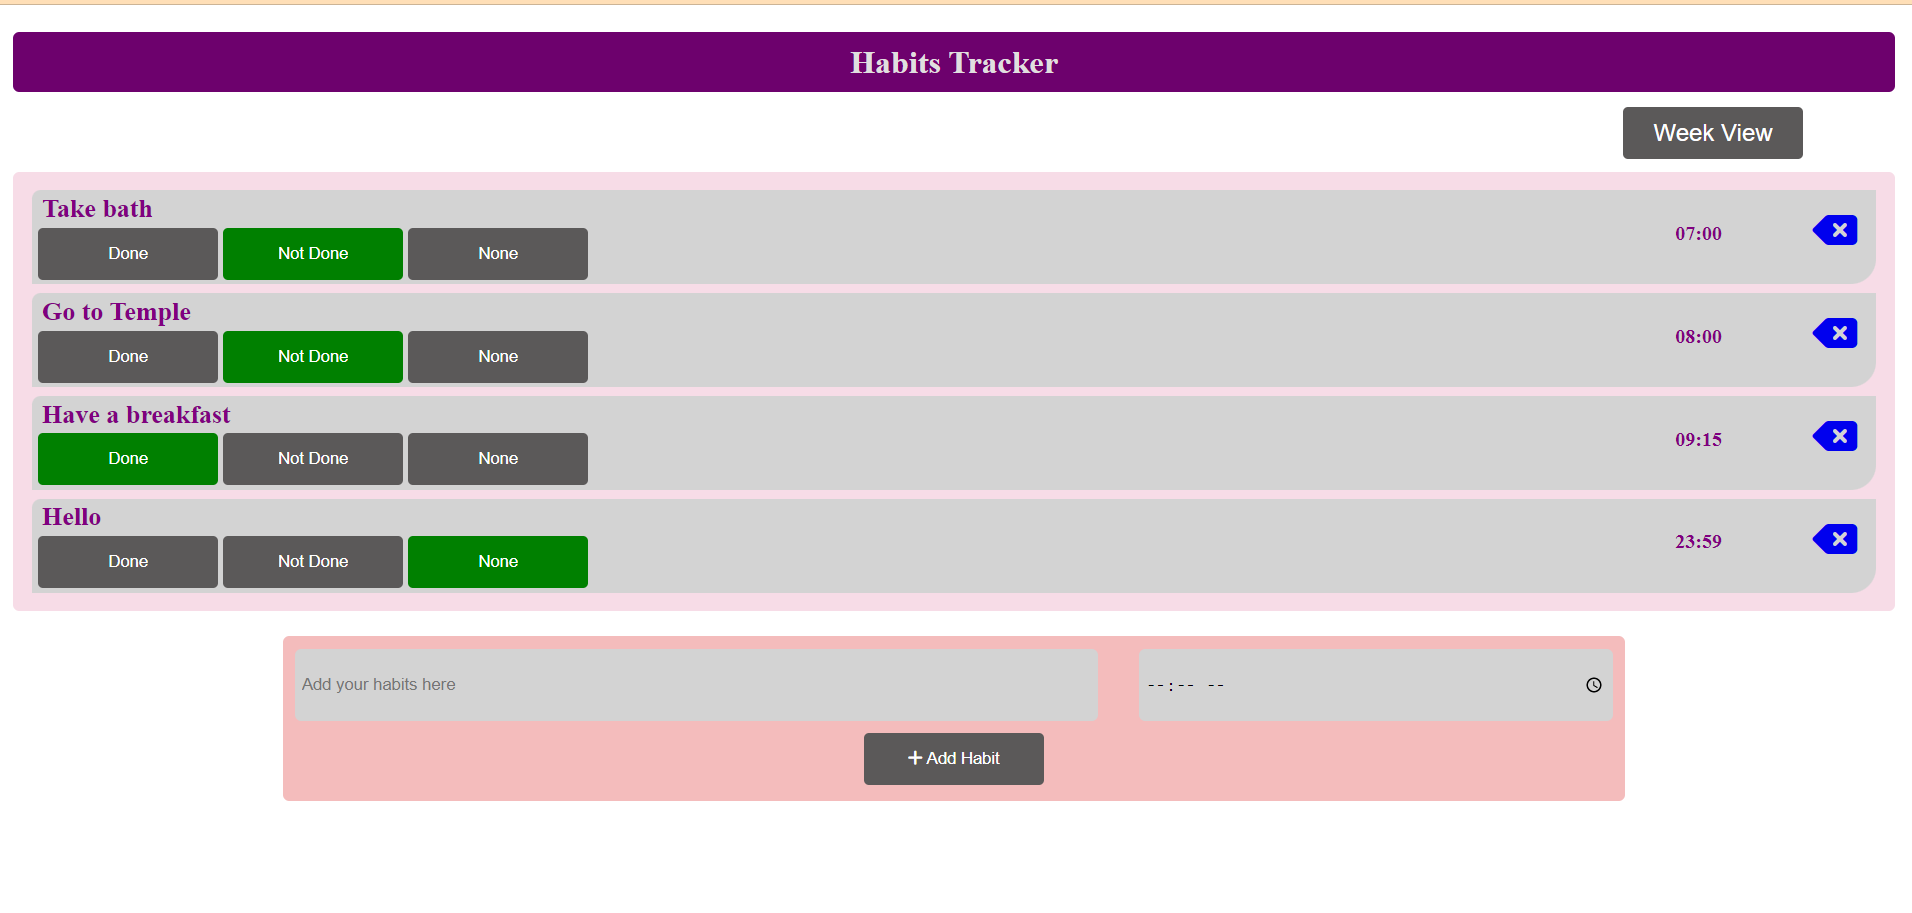 Habits Tracker
Week View
Take bath
Done Not Done None
07:00
Go to Temple
Done Not Done None
08:00
Have a breakfast
Done Not Done None
09:15
Hello
Done Not Done None
23:59
Add your habits here
--:-- --
+ Add Habit